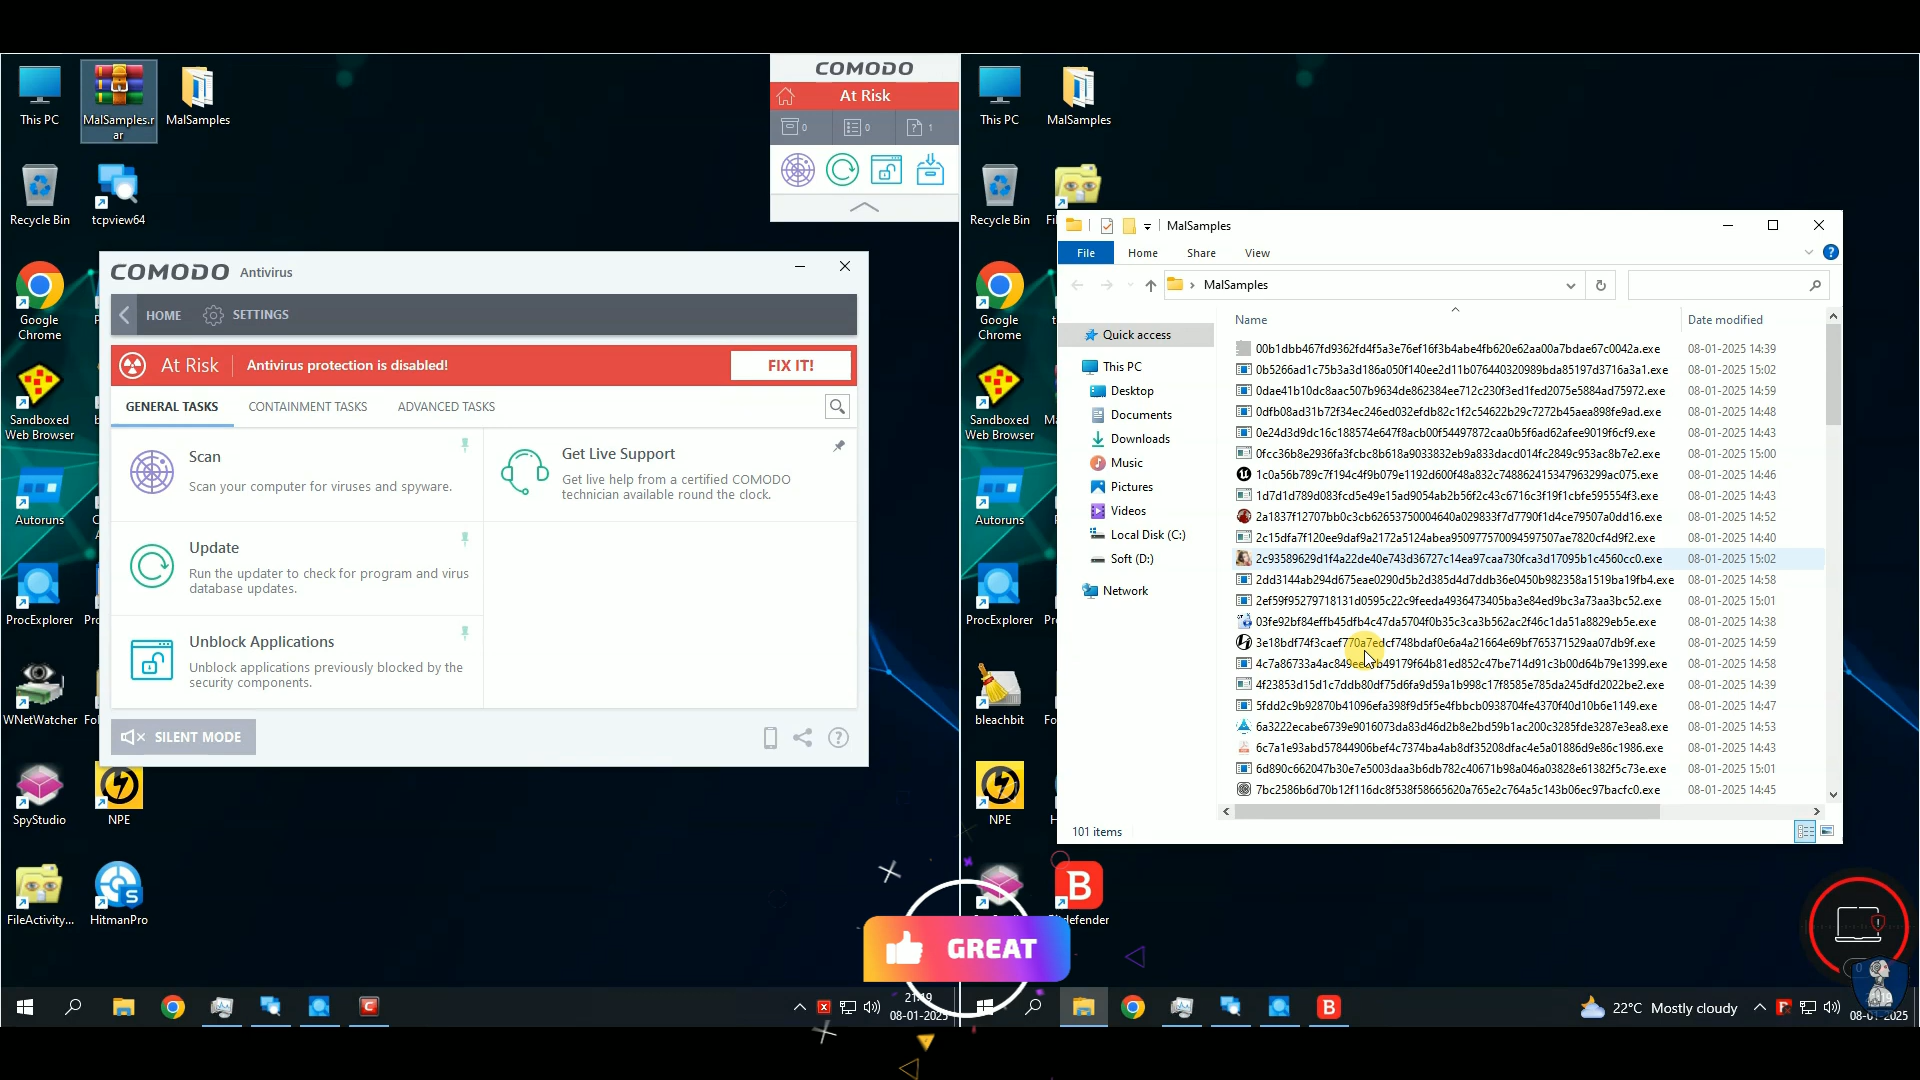 This PC
MalSamples.r
ar
MalSamples
Recycle Bin
tcpview64
Google
Chrome
Sandboxed
Web Browser
Autoruns
ProcExplorer
WNetWatcher
SpyStudio
NPE
FileActivity...
HitmanPro
COMODO
At Risk
0
0
1
COMODO Antivirus
HOME
SETTINGS
At Risk
Antivirus protection is disabled!
FIX IT!
GENERAL TASKS
CONTAINMENT TASKS
ADVANCED TASKS
Scan
Scan your computer for viruses and spyware.
Get Live Support
Get live help from a certified COMODO
technician available round the clock.
Update
Run the updater to check for program and virus
database updates.
Unblock Applications
Unblock applications previously blocked by the
security components.
SILENT MODE
21:19
08-01-2025
This PC
MalSamples
Recycle Bin
Google
Chrome
Sandboxed
Web Browser
Autoruns
ProcExplorer
bleachbit
NPE
MalSamples
File
Home
Share
View
MalSamples
Quick access
This PC
Desktop
Documents
Downloads
Music
Pictures
Videos
Local Disk (C:)
Soft (D:)
Network
Name
Date modified
00b1dbb467fd9362fd4f5a3e76ef16f3b4abe4fb620e62aa00a7bdae67c0042a.exe 08-01-2025 14:39
0b5266ad1c75b3a3d186a050f140ee2d11b076440320989bda85197d3716a3a1.exe 08-01-2025 15:02
0dae41b10dc8aac507b9634de862384ee712c230f3ed1fed2075e5884ad75972.exe 08-01-2025 14:59
0dfb08ad31b72f34ec246ed032efdb82c1f2c54622b29c7272b45aea898fe9ad.exe 08-01-2025 14:48
0e24d3d9dc16c188574e647f8acb00f54497872caa0b5f6ad62afee9019f6cf9.exe 08-01-2025 14:43
0fcc36b8e2936fa3fcbc8b618a9033832eb9a833dacd014fc2849c953ac8b7e2.exe 08-01-2025 15:00
1c0a56b789c7f194c4f9b079e1192d600f48a832c748862415347963299ac075.exe 08-01-2025 14:46
1d7d1d789d083fcd5e49e15ad9054ab2b56f2c43c6716c3f19f1cbfe595554f3.exe 08-01-2025 14:43
2a1837f12707bb0c3cb62653750004640a029833f7d7790f1d4ce79507a0dd16.exe 08-01-2025 14:52
2c15dfa7f120ee9daf9a2172a5124abea950977570094597507ae7820cf4d9f2.exe 08-01-2025 14:40
2c93589629d1f4a22de40e743d36727c14ea97caa730fca3d17095b1c4560cc0.exe 08-01-2025 15:02
2dd3144ab294d675eae0290d5b2d385d4d7ddb36e0450b982358a1519ba19fb4.exe 08-01-2025 14:58
2ef59f95279718131d0595c22c9feeda4936473405ba3e84ed9bc3a73aa3bc52.exe 08-01-2025 15:01
03fe92bf84effb45dfb4c47da5704f0b35c3ca3b562ac2f46c1da51a8829eb5e.exe 08-01-2025 14:38
3e18bdf74f3caef770a7edcf748bdaf0e6a4a21664e69bf765371529aa07db9f.exe 08-01-2025 14:59
08-01-2025 14:58
4f23853d15d1c7ddb80df75d6fa9d59a1b998c17f8585e785da245dfd2022be2.exe 08-01-2025 14:39
5fdd2c9b92870b41096efa398f9d5f5e4fbbcb0938704fe4370f40d10b6e1149.exe 08-01-2025 14:47
6a3222ecabe6739e9016073da83d46d2b8e2bd59b1ac200c3285fde3287e3ea8.exe 08-01-2025 14:53
6c7a1e93abd57844906bef4c7374ba4ab8df35208dfac4e5a01886d9e86c1986.exe 08-01-2025 14:43
6d890c662047b30e7e5003daa3b6db782c40671b98a046a03828e61382f5c73e.exe 08-01-2025 15:01
7bc2586b6d70b12f116dc8f538f58665620a765e2c764a5c143b06ec97bacfc0.exe 08-01-2025 14:45
101 items
GREAT
22°C Mostly cloudy
08-01-2025